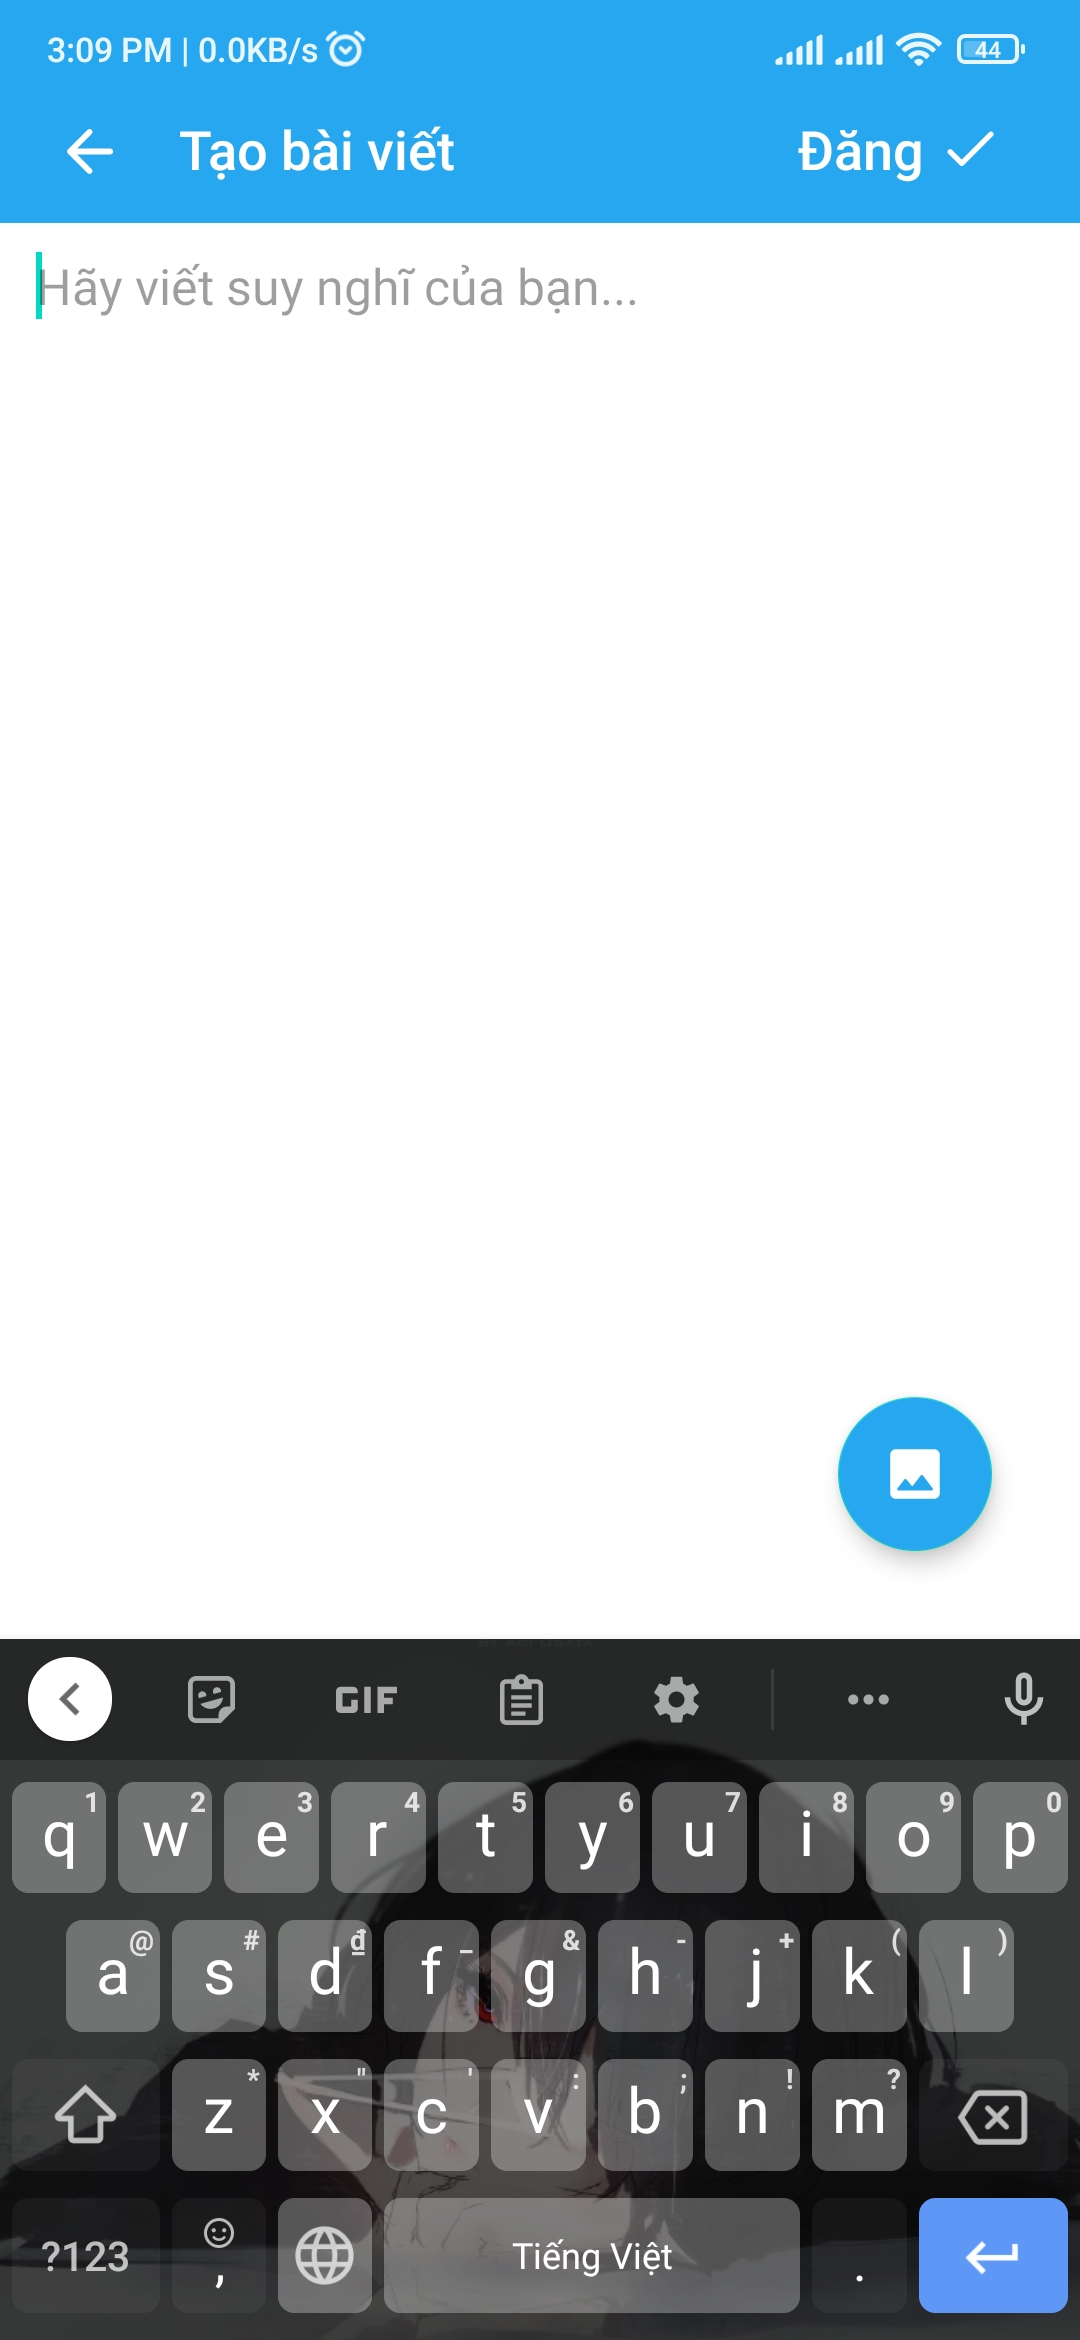 3:09 PM | 0.0KB/s 44
Tạo bài viết Đăng
Hãy viết suy nghĩ của bạn...
GIF
1 2 3 4 5 6 7 8 9 0
q w e r t y u i o p
@ # đ _ & - + ( )
a s d f g h j k l
* " ' : ; ! ?
z x c v b n m
?123 , Tiếng Việt .